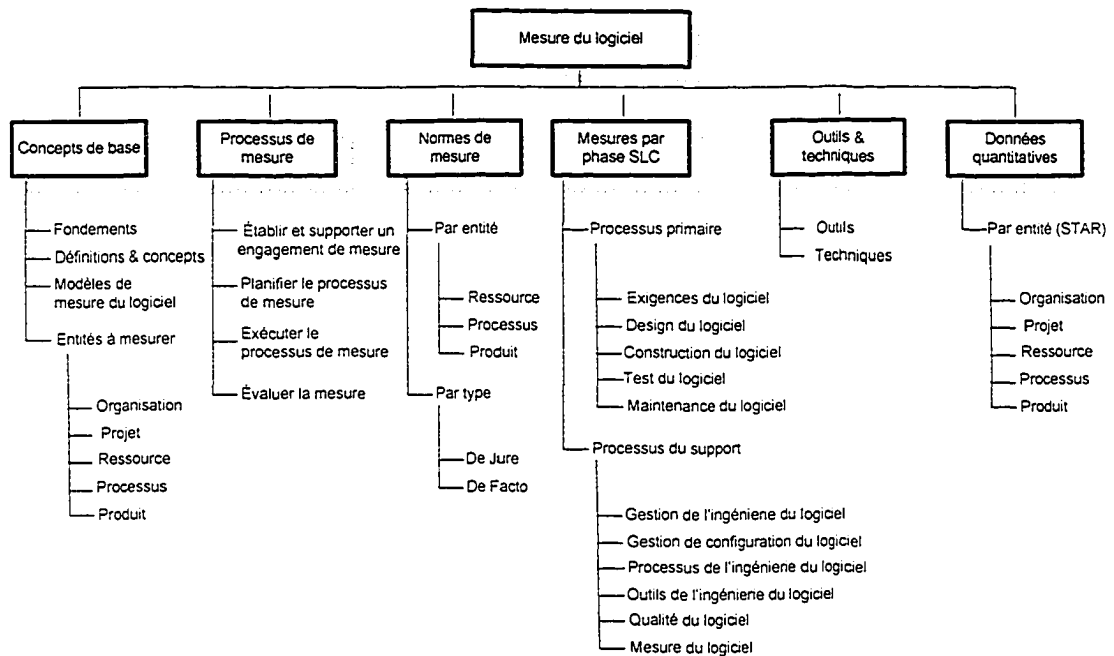 Mesure du logiciel
Concepts de base
Fondements
Définitions & concepts
Modèles de
mesure du logiciel
Entités à mesurer
Organisation
Projet
Ressource
Processus
Produit
Processus de
mesure
Établir et supporter un
engagement de mesure
Planifier le processus
de mesure
Exécuter le
processus de mesure
Évaluer la mesure
Normes de
mesure
Par entité
Ressource
Processus
Produit
Par type
De Jure
De Facto
Mesures par
phase SLC
Processus primaire
Exigences du logiciel
Design du logiciel
Construction du logiciel
Test du logiciel
Maintenance du logiciel
Processus du support
Gestion de l'ingéniene du logiciel
Gestion de configuration du logiciel
Processus de l'ingéniene du logiciel
Outils de l'ingéniene du logiciel
Qualité du logiciel
Mesure du logiciel
Outils &
techniques
Outils
Techniques
Données
quantitatives
Par entité (STAR)
Organisation
Projet
Ressource
Processus
Produit